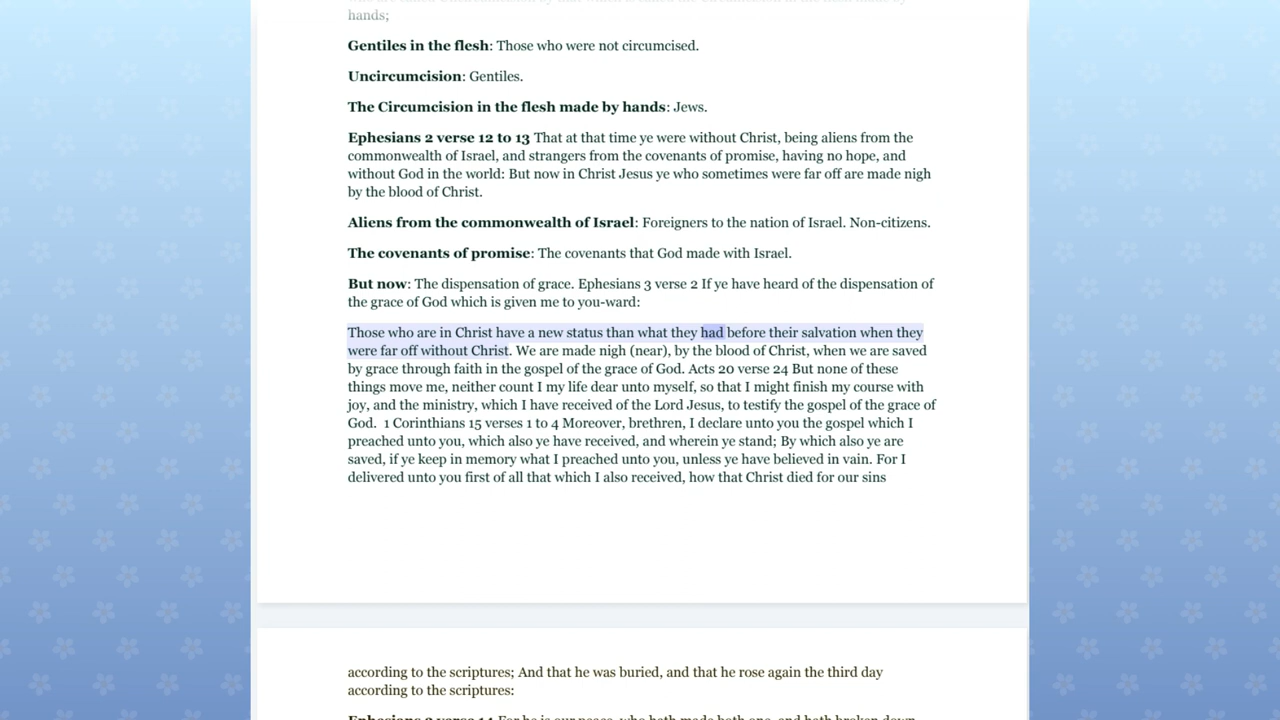 hands;
Gentiles in the flesh: Those who were not circumcised.
Uncircumcision: Gentiles.
The Circumcision in the flesh made by hands: Jews.
Ephesians 2 verse 12 to 13 That at that time ye were without Christ, being aliens from the
commonwealth of Israel, and strangers from the covenants of promise, having no hope, and
without God in the world: But now in Christ Jesus ye who sometimes were far off are made nigh
by the blood of Christ.
Aliens from the commonwealth of Israel: Foreigners to the nation of Israel. Non-citizens.
The covenants of promise: The covenants that God made with Israel.
But now: The dispensation of grace. Ephesians 3 verse 2 If ye have heard of the dispensation of
the grace of God which is given me to you-ward:
Those who are in Christ have a new status than what they had before their salvation when they
were far off without Christ. We are made nigh (near), by the blood of Christ, when we are saved
by grace through faith in the gospel of the grace of God. Acts 20 verse 24 But none of these
things move me, neither count I my life dear unto myself, so that I might finish my course with
joy, and the ministry, which I have received of the Lord Jesus, to testify the gospel of the grace of
God.  1 Corinthians 15 verses 1 to 4 Moreover, brethren, I declare unto you the gospel which I
preached unto you, which also ye have received, and wherein ye stand; By which also ye are
saved, if ye keep in memory what I preached unto you, unless ye have believed in vain. For I
delivered unto you first of all that which I also received, how that Christ died for our sins
according to the scriptures; And that he was buried, and that he rose again the third day
according to the scriptures:
Ephesians 2 verse 14 For he is our peace, who hath made both one, and hath broken down